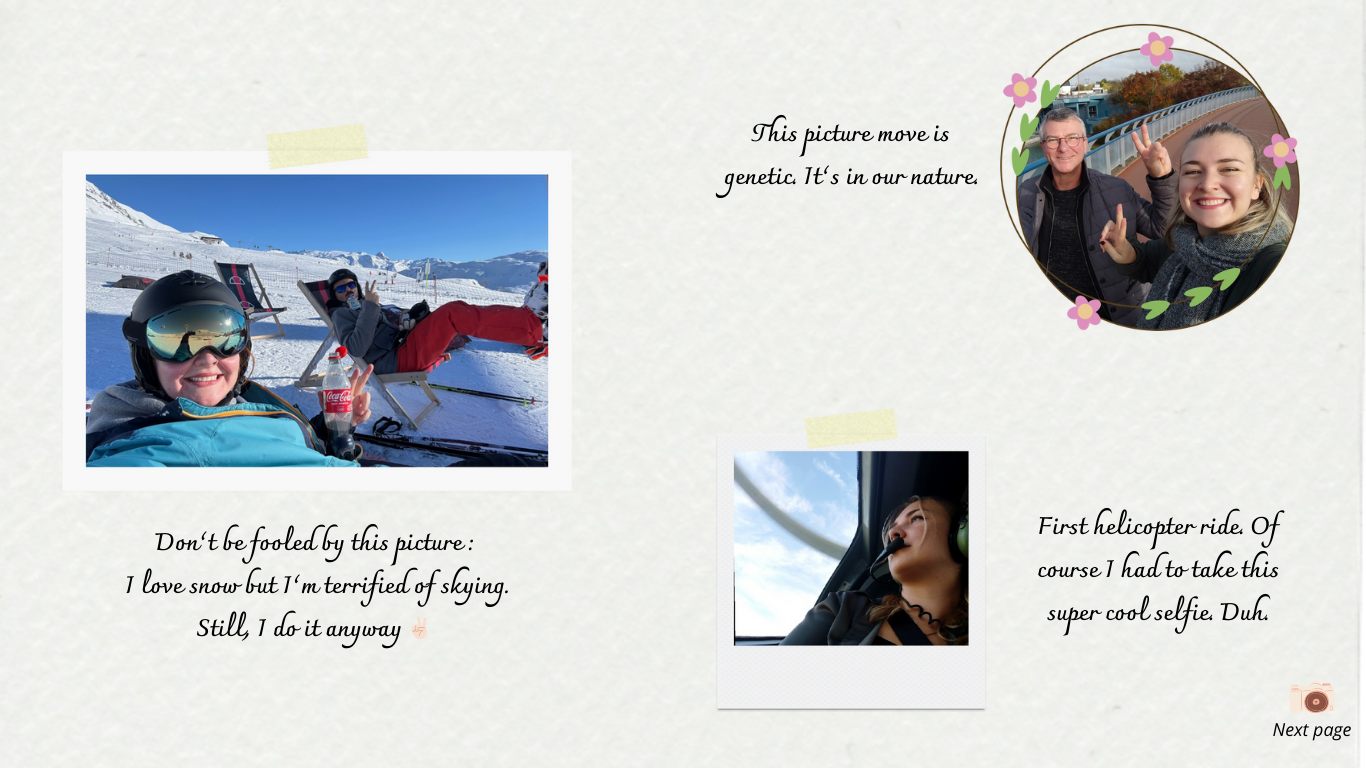 Don't be fooled by this picture :
I love snow but I'm terrified of skying.
Still, I do it anyway ✌🏻
Coca-Cola
This picture move is
genetic. It's in our nature.
First helicopter ride. Of
course I had to take this
super cool selfie. Duh.
Next page